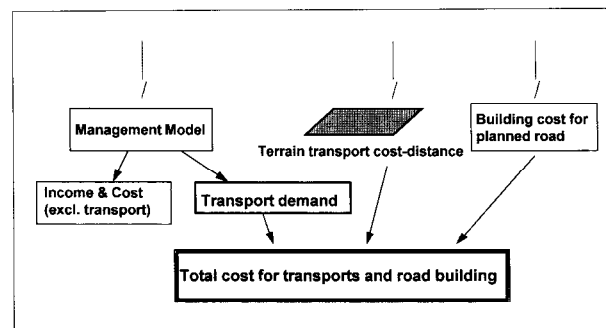 Management Model
Building cost for
planned road
Terrain transport cost-distance
Income & Cost
(excl. transport)
Transport demand
Total cost for transports and road building